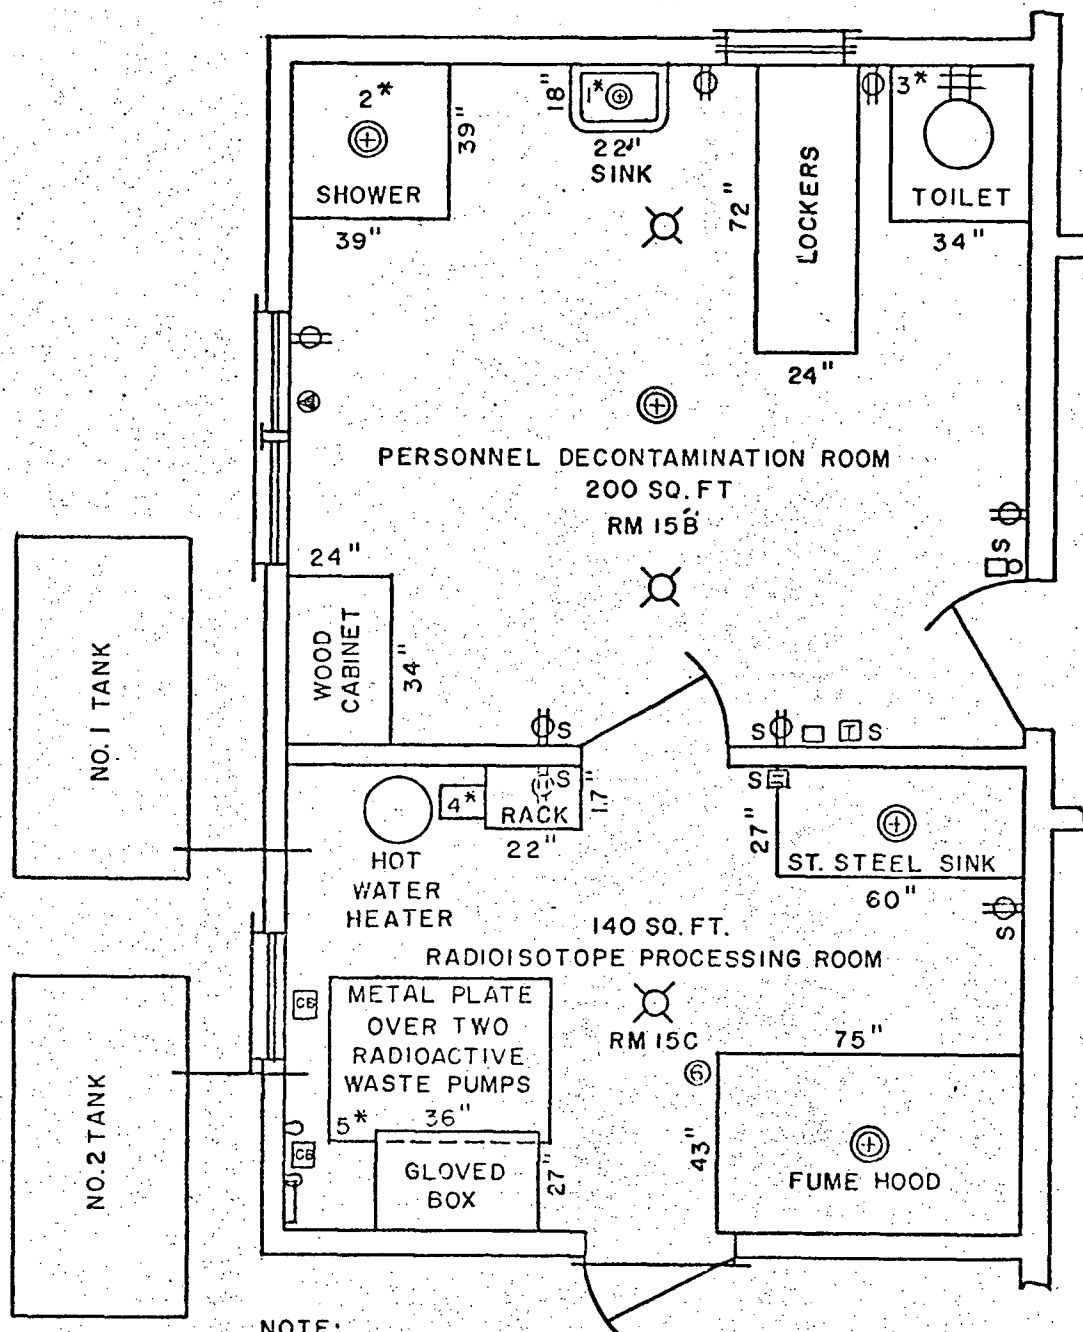 2*
39"
SHOWER
39"
18"
1*
22"
SINK
72"
LOCKERS
24"
3*
TOILET
34"
PERSONNEL DECONTAMINATION ROOM
200 SQ. FT
RM 15B
S
24"
WOOD
CABINET
34"
NO. 1 TANK
S
S
T
S
4*
S
RACK
17"
22"
HOT
WATER
HEATER
S
27"
ST. STEEL SINK
60"
S
140 SQ. FT.
RADIOISOTOPE PROCESSING ROOM
RM 15C
CB
METAL PLATE
OVER TWO
RADIOACTIVE
WASTE PUMPS
5*
36"
CB
GLOVED
BOX
27"
6
75"
43"
FUME HOOD
NO. 2 TANK
NOTE: